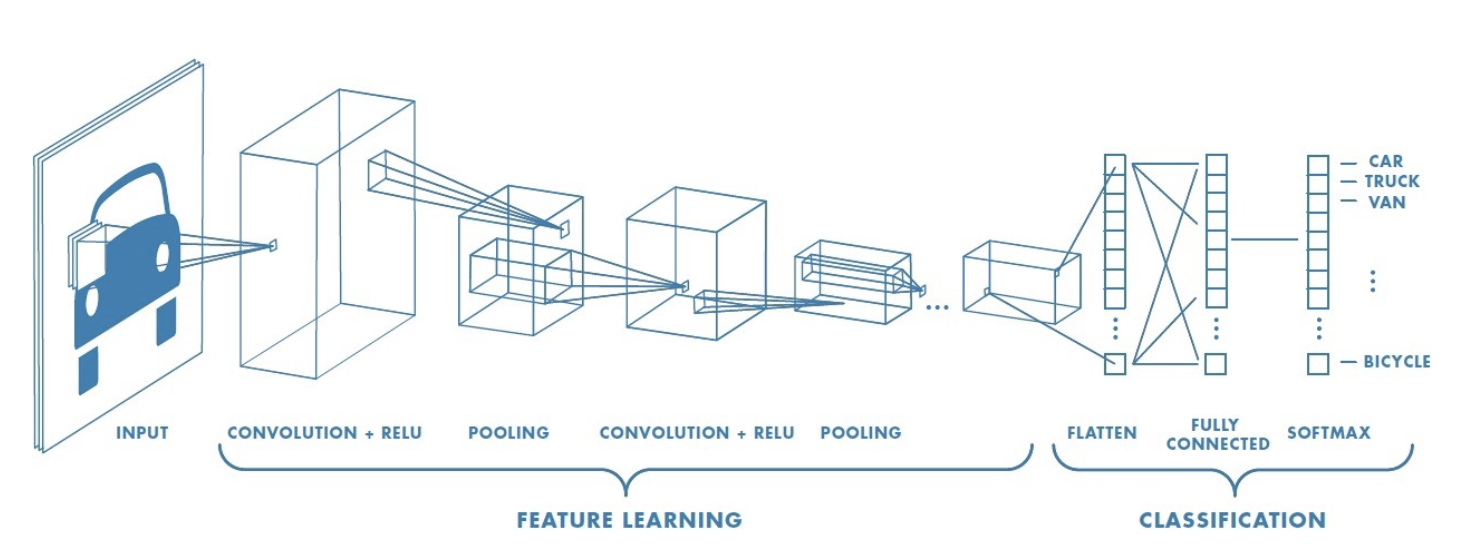 CAR
TRUCK
VAN
BICYCLE
INPUT
CONVOLUTION + RELU
POOLING
CONVOLUTION + RELU
POOLING
FLATTEN
FULLY
CONNECTED
SOFTMAX
FEATURE LEARNING
CLASSIFICATION